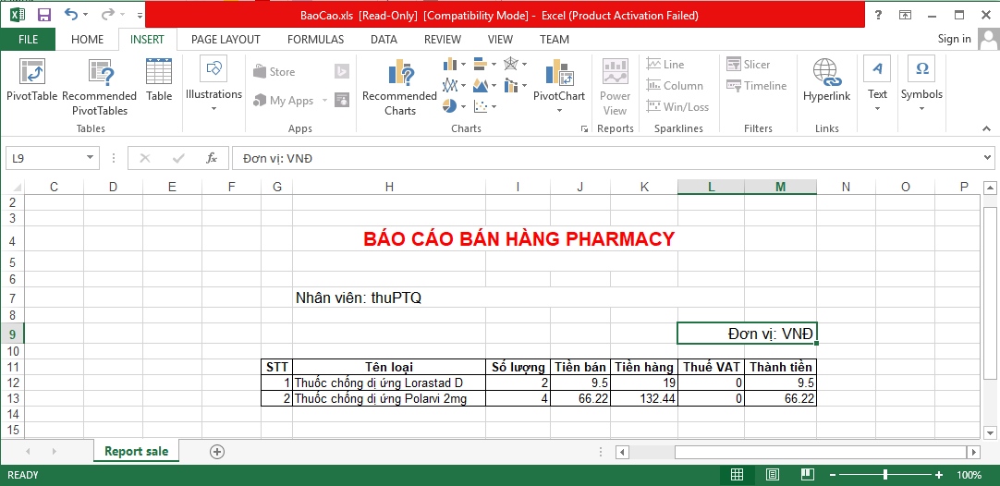 BaoCao.xls [Read-Only] [Compatibility Mode] - Excel (Product Activation Failed)
FILE HOME INSERT PAGE LAYOUT FORMULAS DATA REVIEW VIEW TEAM Sign in
PivotTable Recommended PivotTables Table Illustrations Store My Apps Recommended Charts PivotChart Power View Line Column Win/Loss Slicer Timeline Hyperlink Text Symbols
Tables Apps Charts Reports Sparklines Filters Links
L9 fx Đơn vị: VNĐ
C D E F G H I J K L M N O P
2
3
4 BÁO CÁO BÁN HÀNG PHARMACY
5
6
7 Nhân viên: thuPTQ
8
9 Đơn vị: VNĐ
10
11 STT Tên loại Số lượng Tiền bán Tiền hàng Thuế VAT Thành tiền
12 1 Thuốc chống dị ứng Lorastad D 2 9.5 19 0 9.5
13 2 Thuốc chống dị ứng Polarvi 2mg 4 66.22 132.44 0 66.22
14
15
Report sale
READY 100%